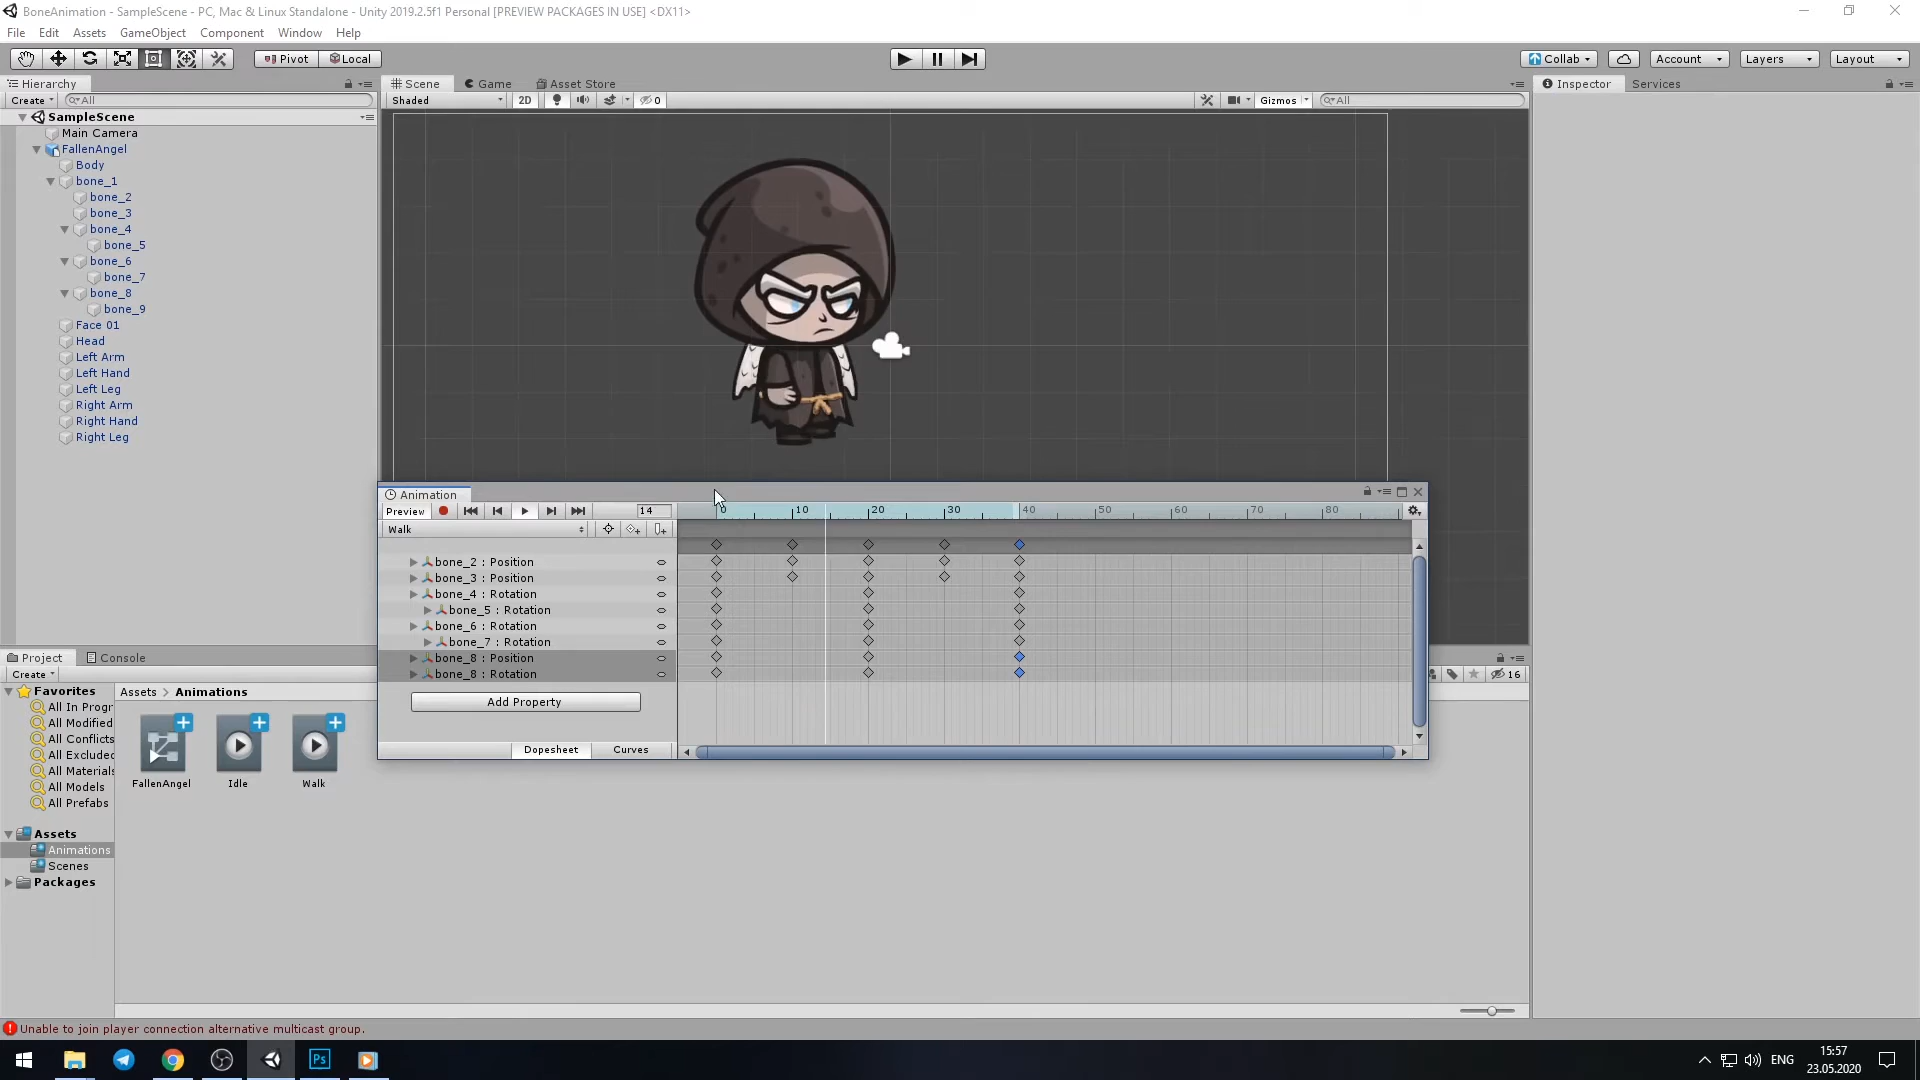 BoneAnimation - SampleScene - PC, Mac & Linux Standalone - Unity 2019.2.5f1 Personal [PREVIEW PACKAGES IN USE] <DX11>
File Edit Assets GameObject Component Window Help
Pivot Local Collab Account Layers Layout
Hierarchy Scene Game Asset Store Inspector Services
Create All Shaded 2D 0 Gizmos All
SampleScene
Main Camera
FallenAngel
Body
bone_1
bone_2
bone_3
bone_4
bone_5
bone_6
bone_7
bone_8
bone_9
Face 01
Head
Left Arm
Left Hand
Left Leg
Right Arm
Right Hand
Right Leg
Animation
Preview 14 0 10 20 30 40 50 60 70 80
Walk
bone_2 : Position
bone_3 : Position
bone_4 : Rotation
bone_5 : Rotation
bone_6 : Rotation
bone_7 : Rotation
bone_8 : Position
bone_8 : Rotation
Add Property
Dopesheet Curves
Project Console
Create 16
Favorites Assets > Animations
All In Progr
All Modified
All Conflicts
All Excluded
All Materials
All Models
All Prefabs
FallenAngel Idle Walk
Assets
Animations
Scenes
Packages
Unable to join player connection alternative multicast group.
Ps ENG 15:57
23.05.2020